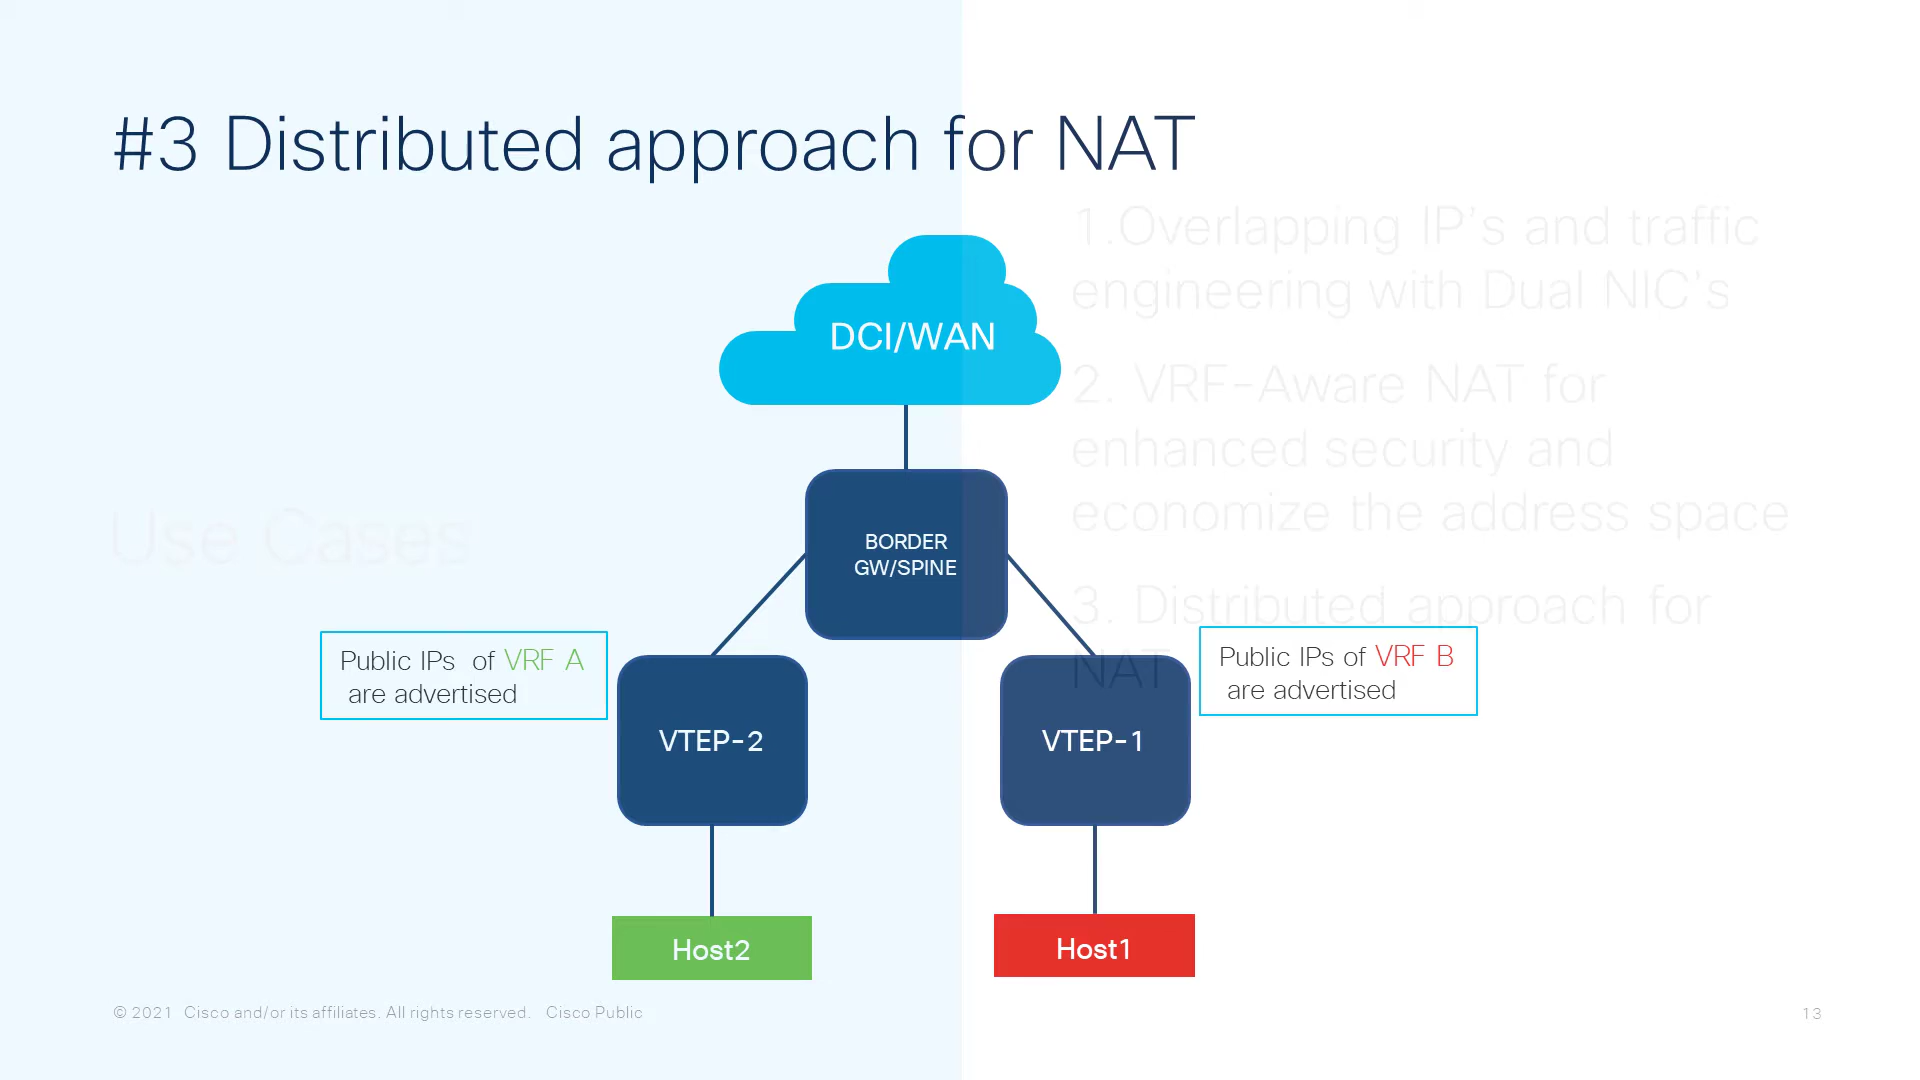 #3 Distributed approach for NAT
1.Overlapping IP's and traffic
engineering with Dual NIC's
DCI/WAN
2. VRF-Aware NAT for
enhanced security and
economize the address space
Use Cases
BORDER
GW/SPINE
3. Distributed approach for
NAT
Public IPs of VRF A
are advertised
Public IPs of VRF B
are advertised
VTEP-2
VTEP-1
Host2
Host1
© 2021 Cisco and/or its affiliates. All rights reserved. Cisco Public
13